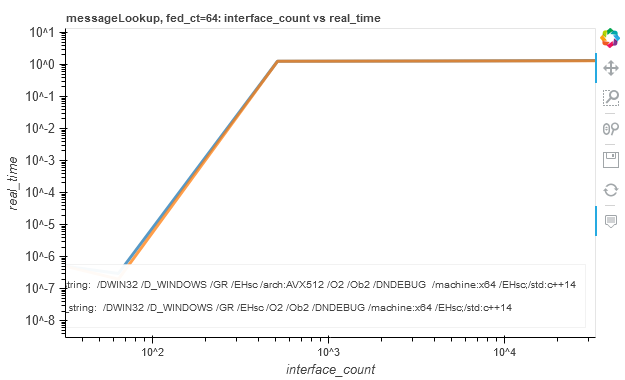 messageLookup, fed_ct=64: interface_count vs real_time
10^1
10^0
10^-1
10^-2
10^-3
10^-4
10^-5
10^-6
10^-7
10^-8
real_time
tring: /DWIN32 /D_WINDOWS /GR /EHsc /arch:AVX512 /O2 /Ob2 /DNDEBUG /machine:x64 /EHsc;/std:c++14
_string: /DWIN32 /D_WINDOWS /GR /EHsc /O2 /Ob2 /DNDEBUG /machine:x64 /EHsc;/std:c++14
10^2 10^3 10^4
interface_count